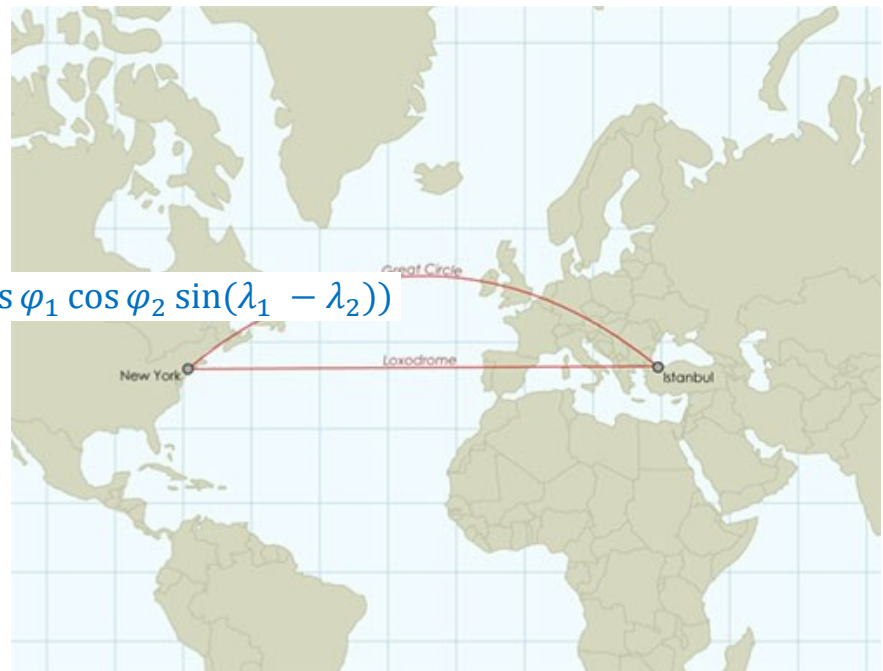 Great Circle
s φ₁ cos φ₂ sin(λ₁ − λ₂))
Loxodrome
New York
Istanbul